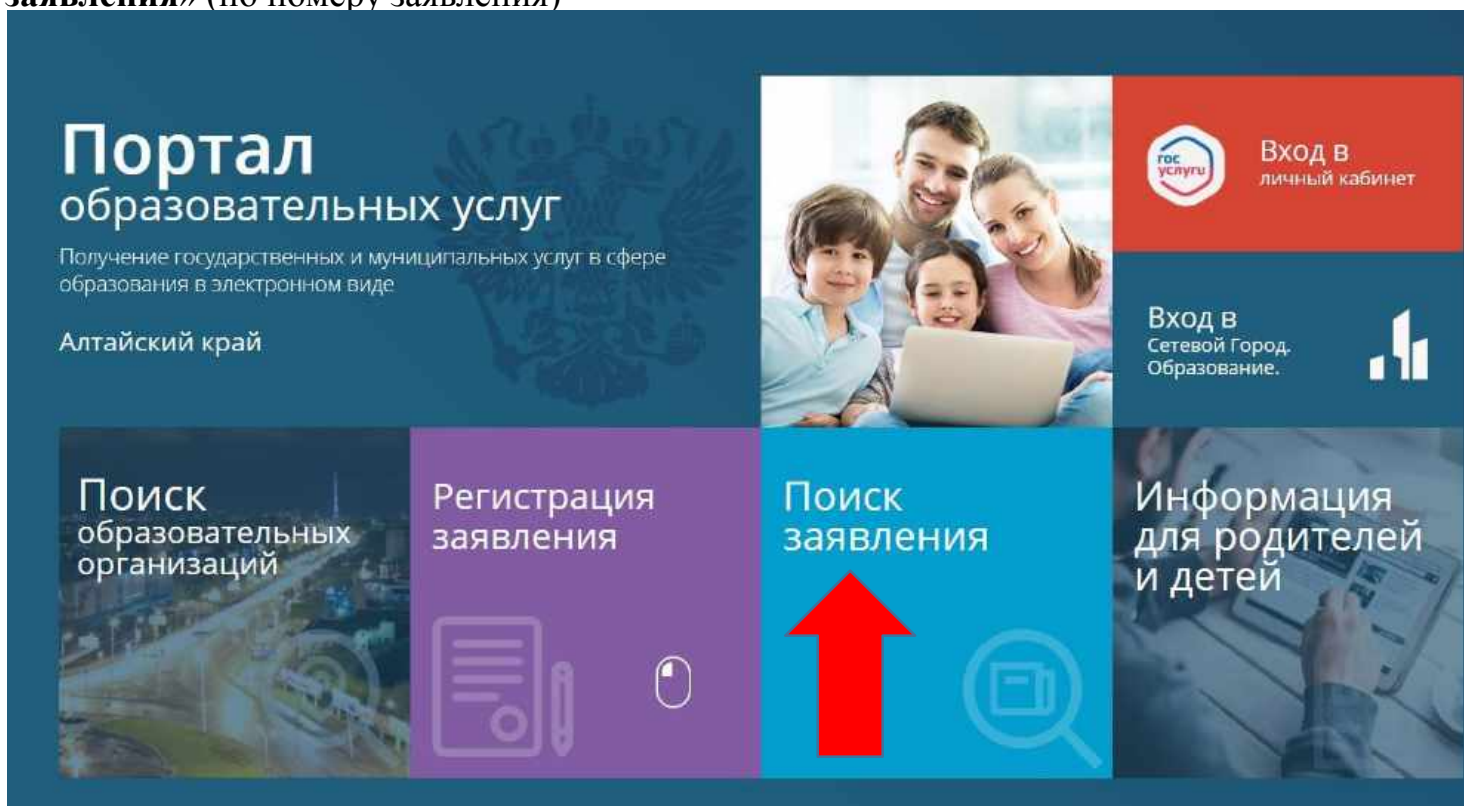 заявления» (по номеру заявления)
Портал
образовательных услуг
Получение государственных и муниципальных услуг в сфере
образования в электронном виде
Алтайский край
гос
услуги
Вход в
личный кабинет
Вход в
Сетевой Город.
Образование.
Поиск
образовательных
организаций
Регистрация
заявления
Поиск
заявления
Информация
для родителей
и детей